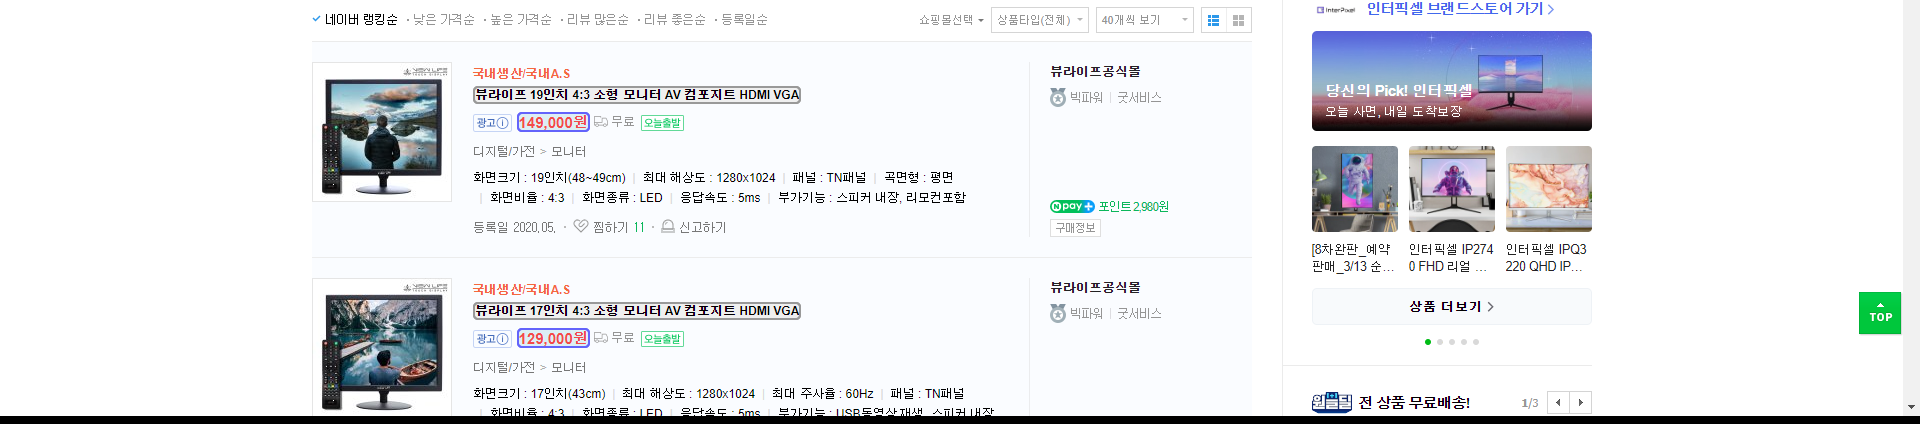 네이버 랭킹순 · 낮은 가격순 · 높은 가격순 · 리뷰 많은순 · 리뷰 좋은순 · 등록일순
쇼핑몰선택
상품타입(전체)
40개씩 보기
국내생산/국내A.S
뷰라이프 19인치 4:3 소형 모니터 AV 컴포지트 HDMI VGA
광고 149,000원 무료 오늘출발
디지털/가전 > 모니터
화면크기 : 19인치(48~49cm) | 최대 해상도 : 1280x1024 | 패널 : TN패널 | 곡면형 : 평면
| 화면비율 : 4:3 | 화면종류 : LED | 응답속도 : 5ms | 부가기능 : 스피커 내장, 리모컨포함
등록일 2020.05. · 찜하기 11 · 신고하기
뷰라이프공식몰
빅파워 | 굿서비스
N pay+ 포인트 2,980원
구매정보
국내생산/국내A.S
뷰라이프 17인치 4:3 소형 모니터 AV 컴포지트 HDMI VGA
광고 129,000원 무료 오늘출발
디지털/가전 > 모니터
화면크기 : 17인치(43cm) | 최대 해상도 : 1280x1024 | 최대 주사율 : 60Hz | 패널 : TN패널
| 화면비율 : 4:3 | 화면종류 : LED | 응답속도 : 5ms | 부가기능 : USB동영상재생, 스피커 내장,
뷰라이프공식몰
빅파워 | 굿서비스
InterPixel 인터픽셀 브랜드스토어 가기 >
당신의 Pick! 인터픽셀
오늘 사면, 내일 도착보장
[8차완판_예약
판매_3/13 순...
인터픽셀 IP274
0 FHD 리얼 ...
인터픽셀 IPQ3
220 QHD IP...
상품 더보기 >
TOP
전 상품 무료배송!
1/3